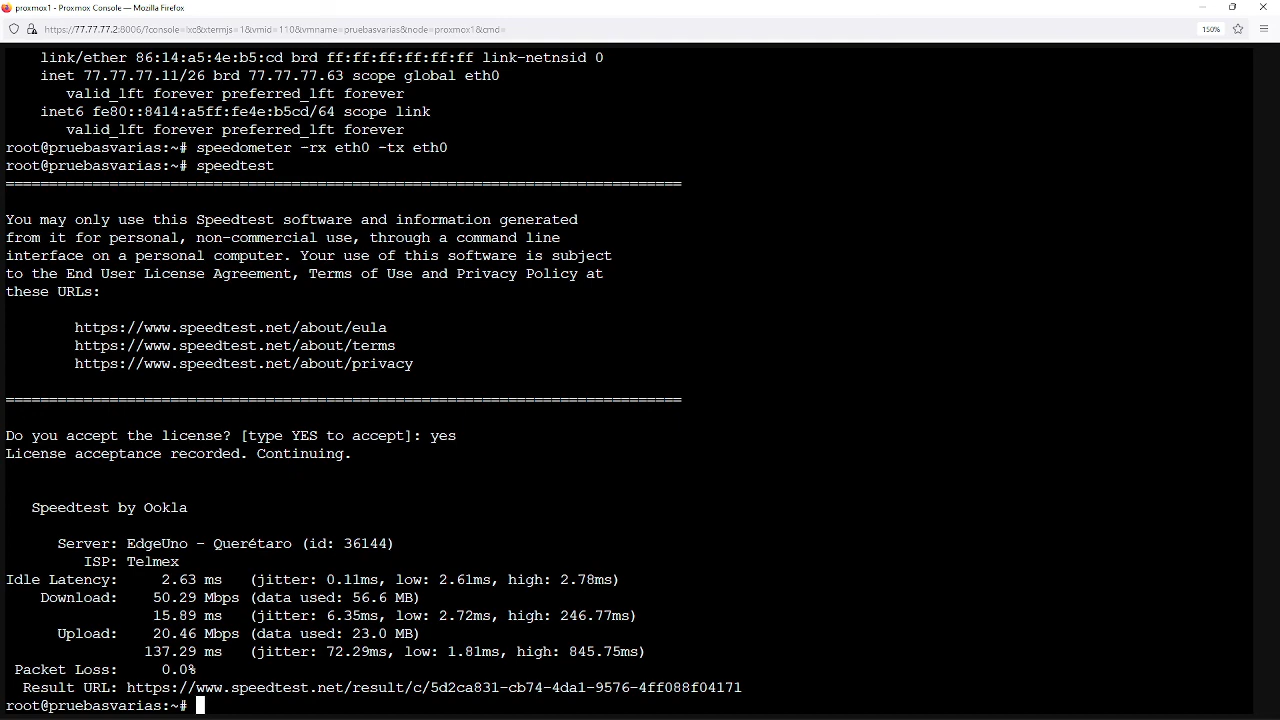 proxmox1 - Proxmox Console — Mozilla Firefox
https://77.77.77.2:8006/?console=lxc&xtermjs=1&vmid=110&vmname=pruebasvarias&node=proxmox1&cmd=
150%
link/ether 86:14:a5:4e:b5:cd brd ff:ff:ff:ff:ff:ff link-netnsid 0
inet 77.77.77.11/26 brd 77.77.77.63 scope global eth0
valid_lft forever preferred_lft forever
inet6 fe80::8414:a5ff:fe4e:b5cd/64 scope link
valid_lft forever preferred_lft forever
root@pruebasvarias:~# speedometer -rx eth0 -tx eth0
root@pruebasvarias:~# speedtest
==============================================================================
You may only use this Speedtest software and information generated
from it for personal, non-commercial use, through a command line
interface on a personal computer. Your use of this software is subject
to the End User License Agreement, Terms of Use and Privacy Policy at
these URLs:
https://www.speedtest.net/about/eula
https://www.speedtest.net/about/terms
https://www.speedtest.net/about/privacy
==============================================================================
Do you accept the license? [type YES to accept]: yes
License acceptance recorded. Continuing.
Speedtest by Ookla
Server: EdgeUno - Querétaro (id: 36144)
ISP: Telmex
Idle Latency: 2.63 ms (jitter: 0.11ms, low: 2.61ms, high: 2.78ms)
Download: 50.29 Mbps (data used: 56.6 MB)
15.89 ms (jitter: 6.35ms, low: 2.72ms, high: 246.77ms)
Upload: 20.46 Mbps (data used: 23.0 MB)
137.29 ms (jitter: 72.29ms, low: 1.81ms, high: 845.75ms)
Packet Loss: 0.0%
Result URL: https://www.speedtest.net/result/c/5d2ca831-cb74-4da1-9576-4ff088f04171
root@pruebasvarias:~#